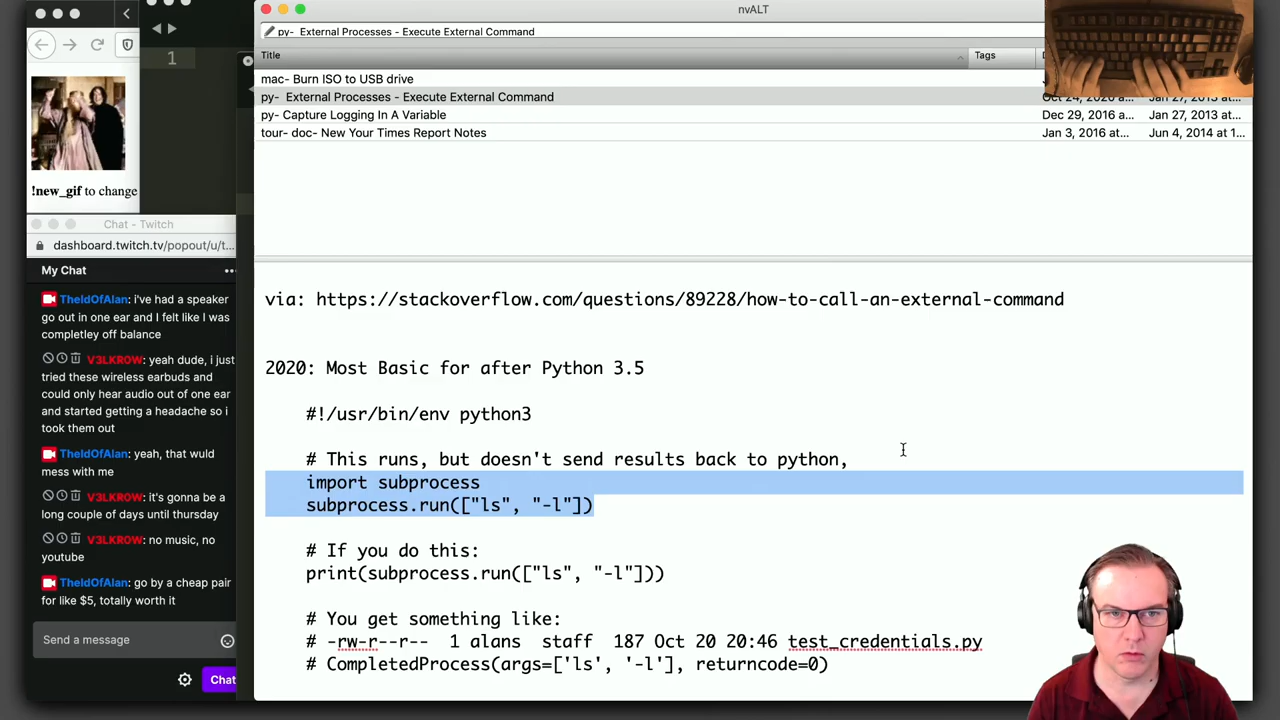 nvALT
py- External Processes - Execute External Command
Title
Tags
mac- Burn ISO to USB drive
py- External Processes - Execute External Command
py- Capture Logging In A Variable
Dec 29, 2016 a... Jan 27, 2013 at...
tour- doc- New Your Times Report Notes
Jan 3, 2016 at... Jun 4, 2014 at 1...
1
!new_gif to change
Chat - Twitch
dashboard.twitch.tv/popout/u/t...
My Chat
TheIdOfAlan: i've had a speaker
go out in one ear and I felt like I was
completley off balance
V3LKR0W: yeah dude, i just
tried these wireless earbuds and
could only hear audio out of one ear
and started getting a headache so i
took them out
TheIdOfAlan: yeah, that wuld
mess with me
V3LKR0W: it's gonna be a
long couple of days until thursday
V3LKR0W: no music, no
youtube
TheIdOfAlan: go by a cheap pair
for like $5, totally worth it
Send a message
Chat
via: https://stackoverflow.com/questions/89228/how-to-call-an-external-command
2020: Most Basic for after Python 3.5
#!/usr/bin/env python3
# This runs, but doesn't send results back to python,
import subprocess
subprocess.run(["ls", "-l"])
# If you do this:
print(subprocess.run(["ls", "-l"]))
# You get something like:
# -rw-r--r-- 1 alans staff 187 Oct 20 20:46 test_credentials.py
# CompletedProcess(args=['ls', '-l'], returncode=0)